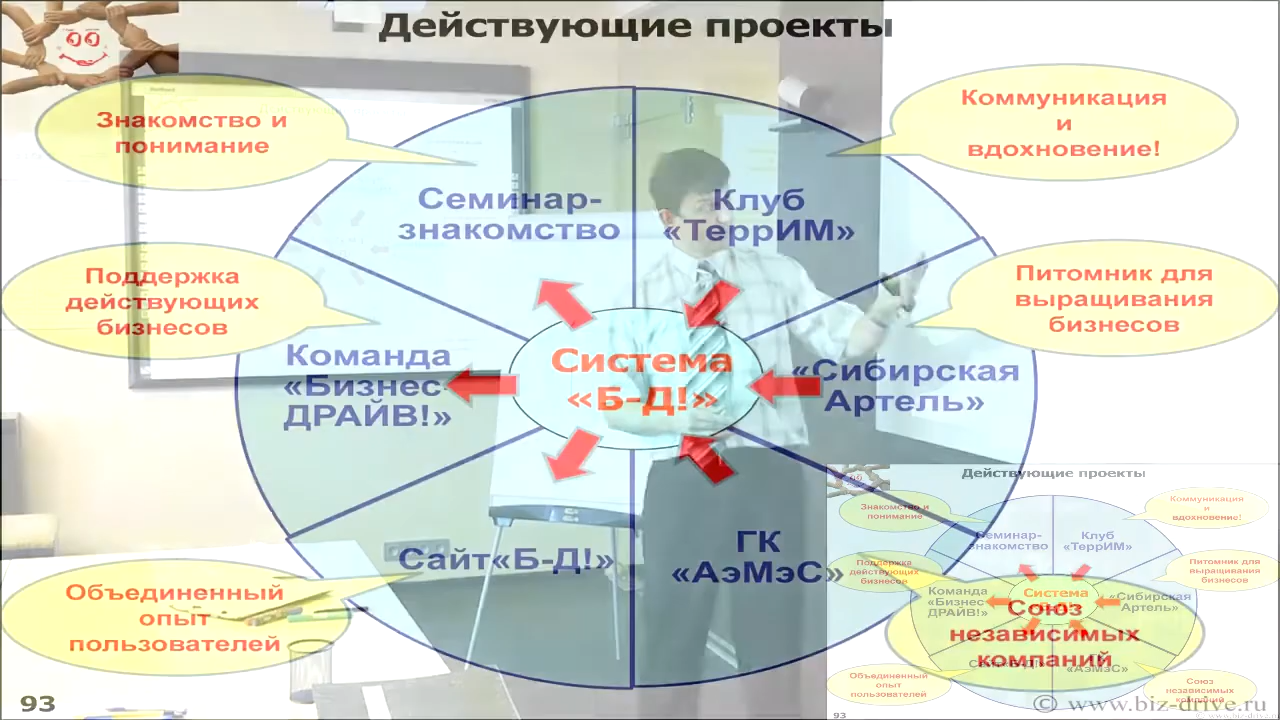 Действующие проекты
Знакомство и
понимание
Коммуникация
и
вдохновение!
Семинар-
знакомство
Клуб
«ТеррИМ»
Поддержка
действующих
бизнесов
Питомник для
выращивания
бизнесов
Команда
«Бизнес-
ДРАЙВ!»
Система
«Б-Д!»
«Сибирская
Артель»
Сайт«Б-Д!»
ГК
«АэМэС»
Объединенный
опыт
пользователей
Союз
независимых
компаний
93
© www.biz-drive.ru
Действующие проекты
Знакомство и
понимание
Коммуникация
и
вдохновение!
Семинар-
знакомство
Клуб
«ТеррИМ»
Поддержка
действующих
бизнесов
Питомник для
выращивания
бизнесов
Команда
«Бизнес-
ДРАЙВ!»
Система
«Сибирская
Артель»
«АэМэС»
Объединенный
опыт
пользователей
Союз
независимых
компаний
93